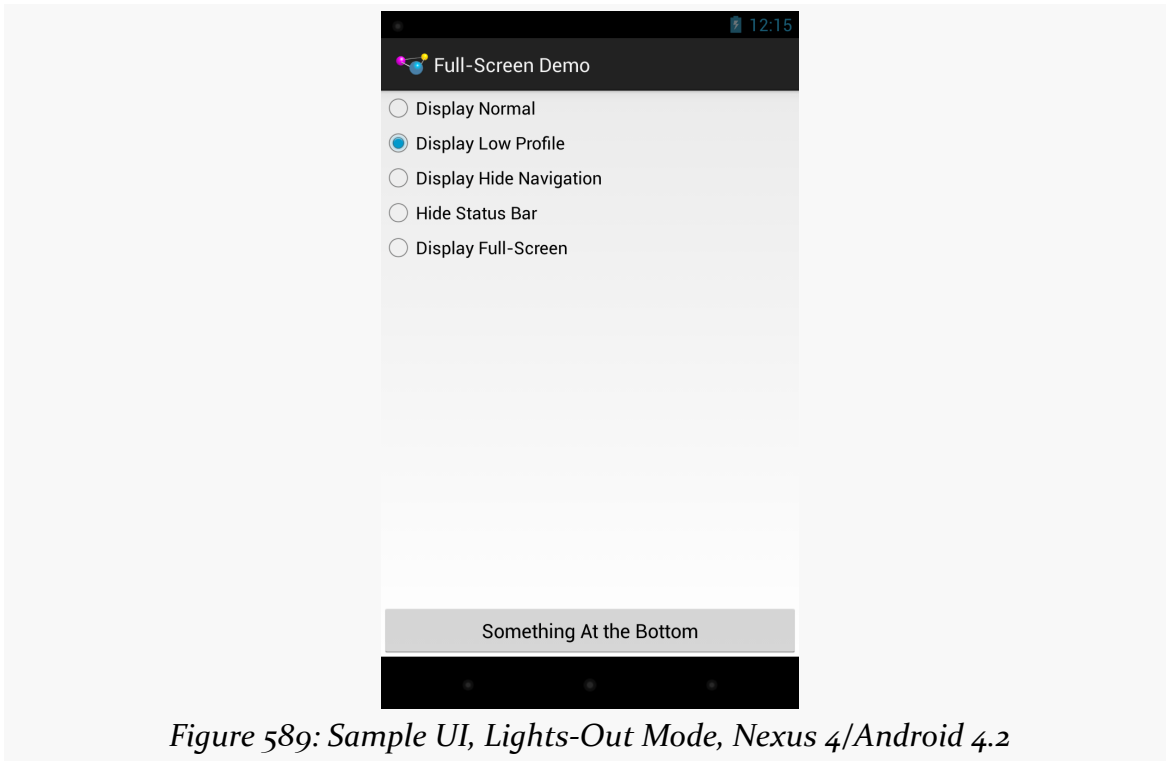 12:15
Full-Screen Demo
Display Normal
Display Low Profile
Display Hide Navigation
Hide Status Bar
Display Full-Screen
Something At the Bottom
Figure 589: Sample UI, Lights-Out Mode, Nexus 4/Android 4.2